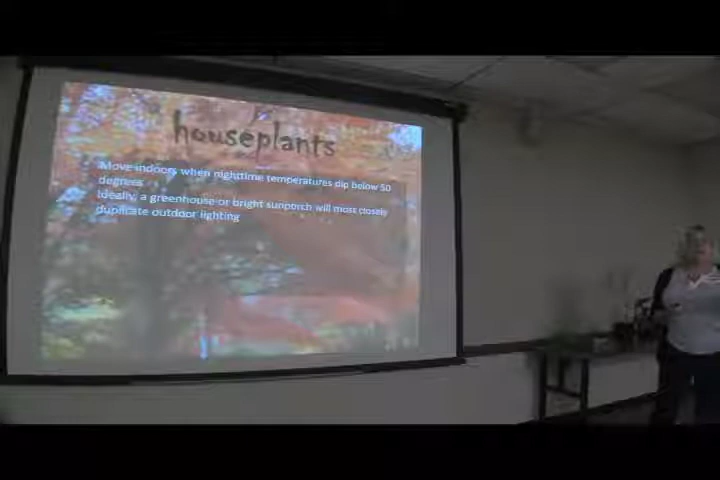 houseplants
Move indoors when nighttime temperatures dip below 50
degrees
Ideally, a greenhouse or bright sunporch will most closely
duplicate outdoor lighting